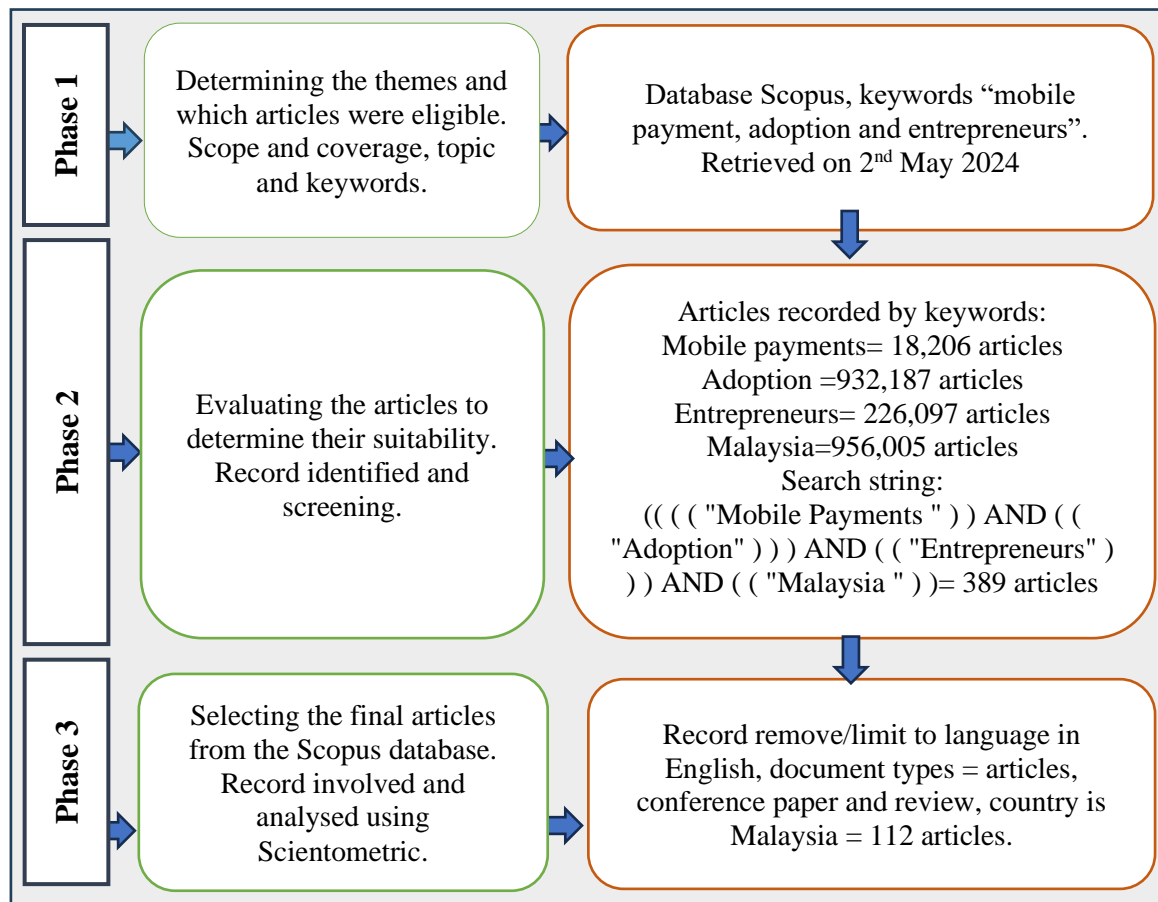 Phase 1
Determining the themes and
which articles were eligible.
Scope and coverage, topic
and keywords.
Database Scopus, keywords “mobile
payment, adoption and entrepreneurs”.
Retrieved on 2nd May 2024
Phase 2
Evaluating the articles to
determine their suitability.
Record identified and
screening.
Articles recorded by keywords:
Mobile payments= 18,206 articles
Adoption =932,187 articles
Entrepreneurs= 226,097 articles
Malaysia=956,005 articles
Search string:
(( ( ( "Mobile Payments " ) ) AND ( (
"Adoption" ) ) ) AND ( ( "Entrepreneurs" )
) ) AND ( ( "Malaysia " ) )= 389 articles
Phase 3
Selecting the final articles
from the Scopus database.
Record involved and
analysed using
Scientometric.
Record remove/limit to language in
English, document types = articles,
conference paper and review, country is
Malaysia = 112 articles.